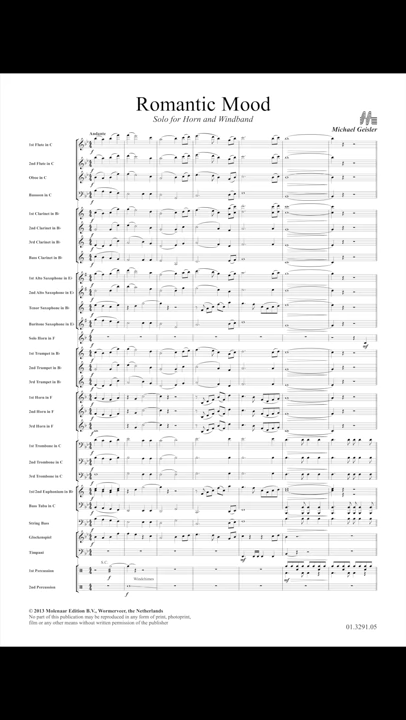 Romantic Mood
Solo for Horn and Windband
Michael Geisler
Andante
1st Flute in C
2nd Flute in C
Oboe in C
Bassoon in C
1st Clarinet in B♭
2nd Clarinet in B♭
3rd Clarinet in B♭
Bass Clarinet in B♭
1st Alto Saxophone in E♭
2nd Alto Saxophone in E♭
Tenor Saxophone in B♭
Baritone Saxophone in E♭
Solo Horn in F
mf
1st Trumpet in B♭
2nd Trumpet in B♭
3rd Trumpet in B♭
1st Horn in F
2nd Horn in F
3rd Horn in F
1st Trombone in C
2nd Trombone in C
3rd Trombone in C
1st/2nd Euphonium in B♭
Bass Tuba in C
String Bass
Glockenspiel
Timpani
mf
1st Percussion
mf
Windchimes
2nd Percussion
f
© 2013 Molenaar Edition B.V., Wormerveer, the Netherlands
No part of this publication may be reproduced in any form of print, photoprint,
film or any other means without written permission of the publisher
01.3291.05